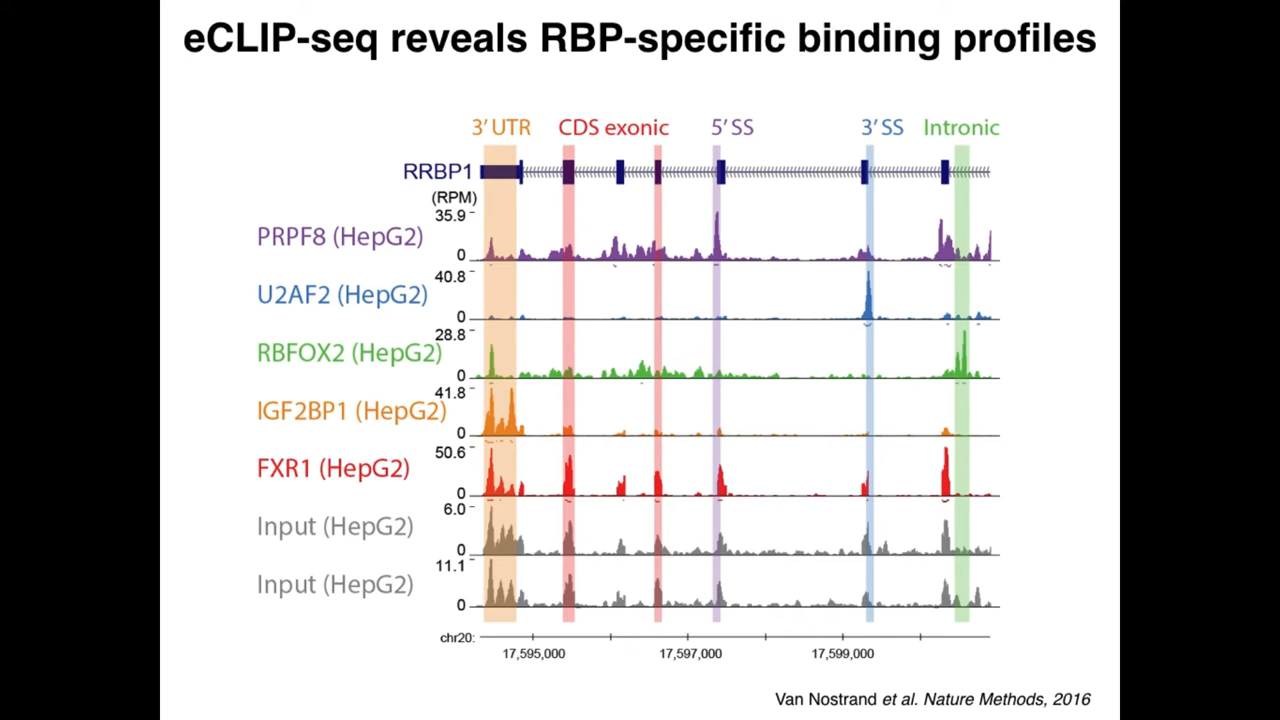 eCLIP-seq reveals RBP-specific binding profiles
3' UTR CDS exonic 5' SS 3' SS Intronic
RRBP1
(RPM)
35.9
PRPF8 (HepG2)
0
40.8
U2AF2 (HepG2)
0
28.8
RBFOX2 (HepG2)
0
41.8
IGF2BP1 (HepG2)
0
50.6
FXR1 (HepG2)
0
6.0
Input (HepG2)
0
11.1
Input (HepG2)
0
chr20:
17,595,000 17,597,000 17,599,000
Van Nostrand et al. Nature Methods, 2016